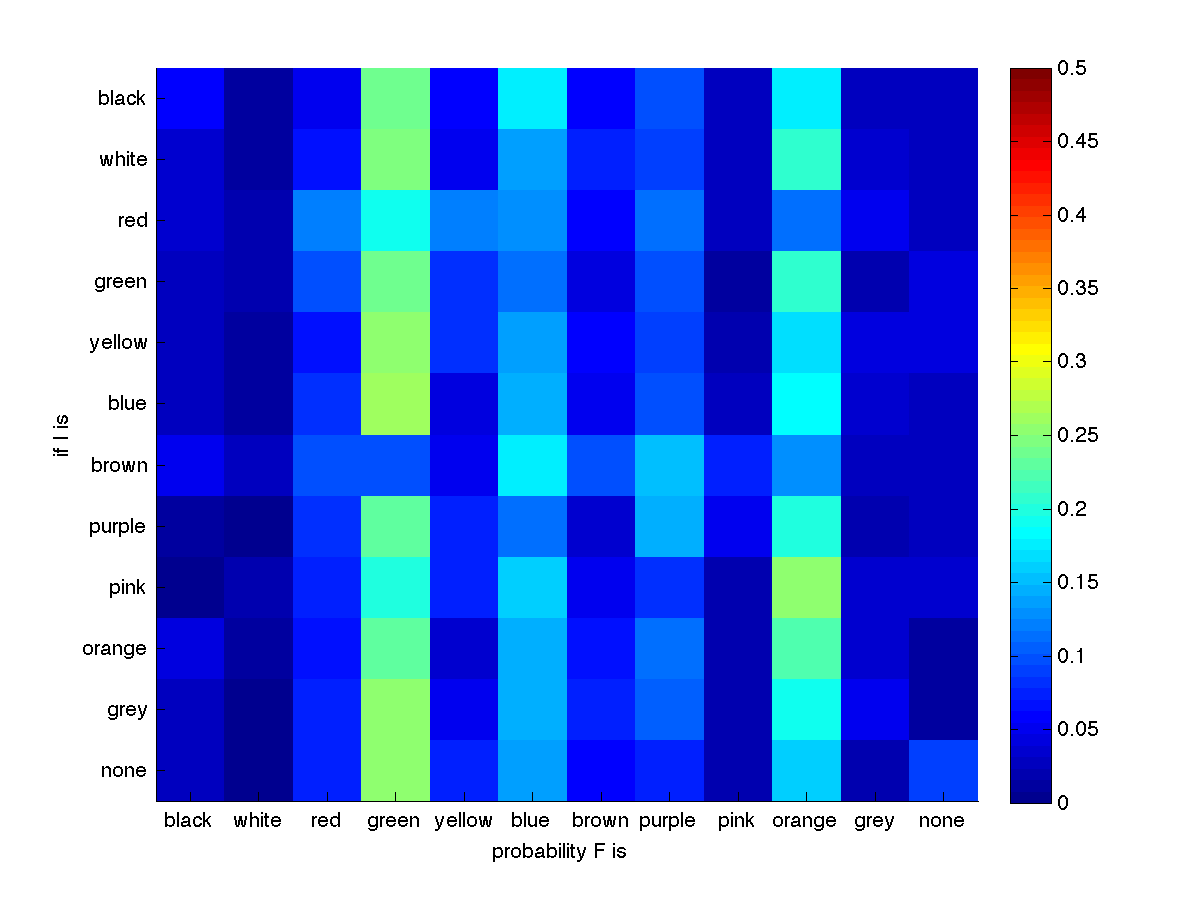 black
white
red
green
yellow
blue
brown
purple
pink
orange
grey
none
if I is
black white red green yellow blue brown purple pink orange grey none
probability F is
0.5
0.45
0.4
0.35
0.3
0.25
0.2
0.15
0.1
0.05
0